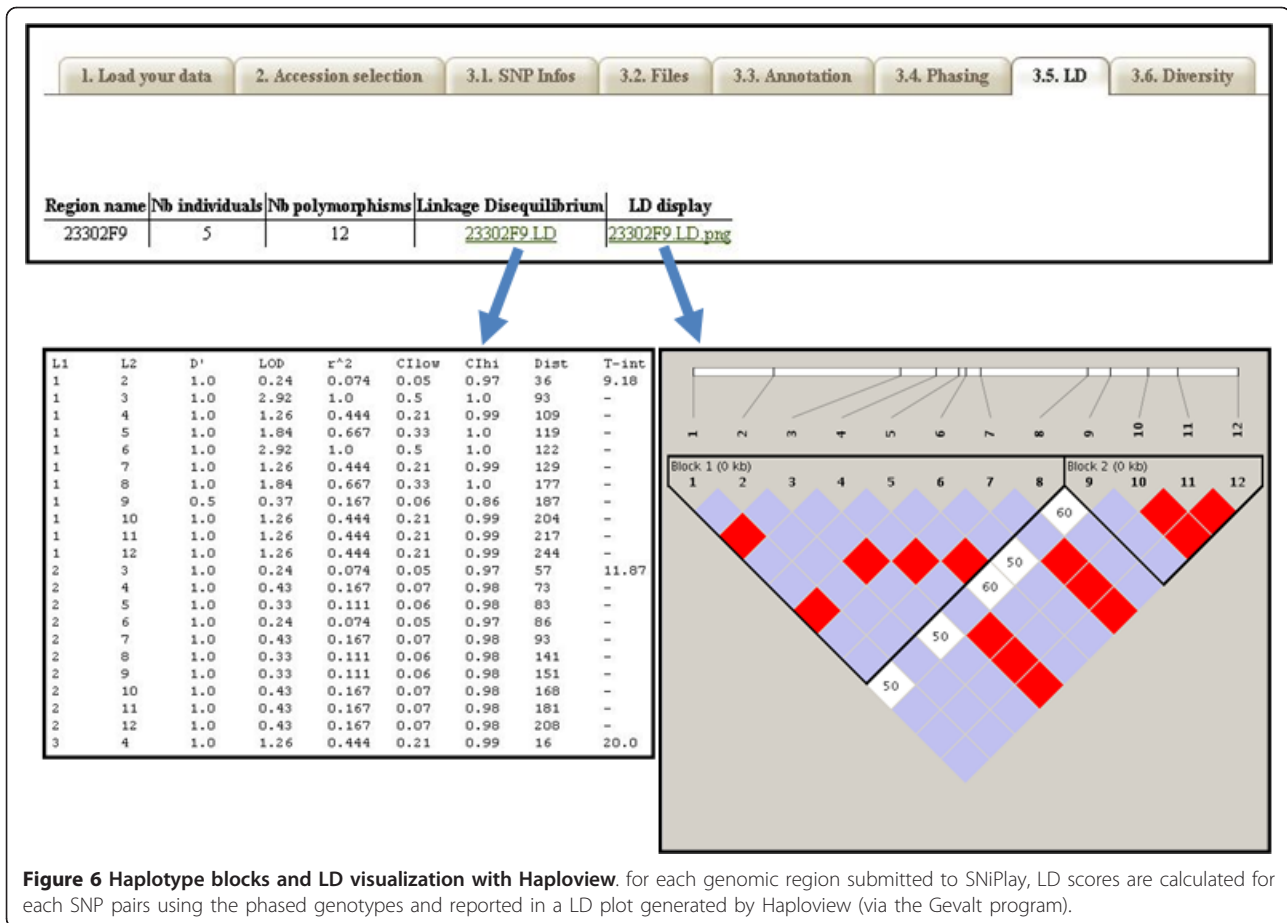 1. Load your data 2. Accession selection 3.1. SNP Infos 3.2. Files 3.3. Annotation 3.4. Phasing 3.5. LD 3.6. Diversity
Region name Nb individuals Nb polymorphisms Linkage Disequilibrium LD display
23302F9 5 12 23302F9.LD 23302F9.LD.png
L1 L2 D' LOD r^2 CIlow CIhi Dist T-int
1 2 1.0 0.24 0.074 0.05 0.97 36 9.18
1 3 1.0 2.92 1.0 0.5 1.0 93 -
1 4 1.0 1.26 0.444 0.21 0.99 109 -
1 5 1.0 1.84 0.667 0.33 1.0 119 -
1 6 1.0 2.92 1.0 0.5 1.0 122 -
1 7 1.0 1.26 0.444 0.21 0.99 129 -
1 8 1.0 1.84 0.667 0.33 1.0 177 -
1 9 0.5 0.37 0.167 0.06 0.86 187 -
1 10 1.0 1.26 0.444 0.21 0.99 204 -
1 11 1.0 1.26 0.444 0.21 0.99 217 -
1 12 1.0 1.26 0.444 0.21 0.99 244 -
2 3 1.0 0.24 0.074 0.05 0.97 57 11.87
2 4 1.0 0.43 0.167 0.07 0.98 73 -
2 5 1.0 0.33 0.111 0.06 0.98 83 -
2 6 1.0 0.24 0.074 0.05 0.97 86 -
2 7 1.0 0.43 0.167 0.07 0.98 93 -
2 8 1.0 0.33 0.111 0.06 0.98 141 -
2 9 1.0 0.33 0.111 0.06 0.98 151 -
2 10 1.0 0.43 0.167 0.07 0.98 168 -
2 11 1.0 0.43 0.167 0.07 0.98 181 -
2 12 1.0 0.43 0.167 0.07 0.98 208 -
3 4 1.0 1.26 0.444 0.21 0.99 16 20.0
1 2 3 4 5 6 7 8 9 10 11 12
Block 1 (0 kb) Block 2 (0 kb)
1 2 3 4 5 6 7 8 9 10 11 12
60
50
60
50
50
Figure 6 Haplotype blocks and LD visualization with Haploview. for each genomic region submitted to SNiPlay, LD scores are calculated for
each SNP pairs using the phased genotypes and reported in a LD plot generated by Haploview (via the Gevalt program).